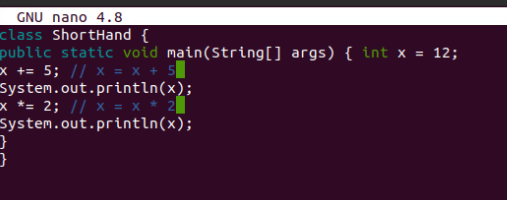 GNU nano 4.8
class ShortHand {
public static void main(String[] args) { int x = 12;
x += 5; // x = x + 5
System.out.println(x);
x *= 2; // x = x * 2
System.out.println(x);
}
}